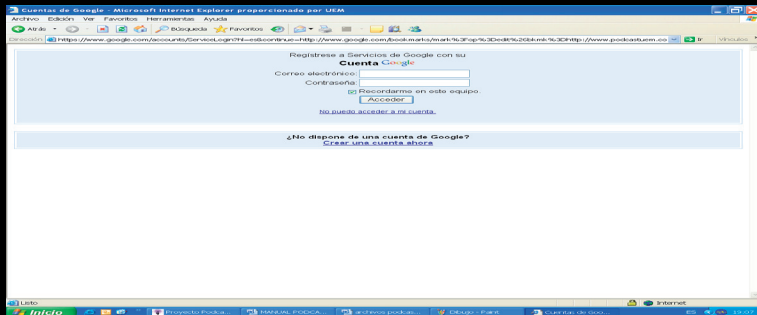 Cuentas de Google - Microsoft Internet Explorer proporcionado por UEM
Archivo Edición Ver Favoritos Herramientas Ayuda
Atrás Búsqueda Favoritos
Dirección https://www.google.com/accounts/ServiceLogin?hl=es&continue=http://www.google.com/bookmarks/mark%3Fop%3Dedit%26bkmk%3Dhttp://www.podcastuem.co Ir Vínculos
Regístrese a Servicios de Google con su
Cuenta Google
Correo electrónico:
Contraseña:
Recordarme en este equipo.
Acceder
No puedo acceder a mi cuenta.
¿No dispone de una cuenta de Google?
Crear una cuenta ahora
Listo Internet
Inicio Proyecto Podca... MANUAL PODCA... archivos podcas... Dibujo - Paint Cuentas de Goo... ES 19:07